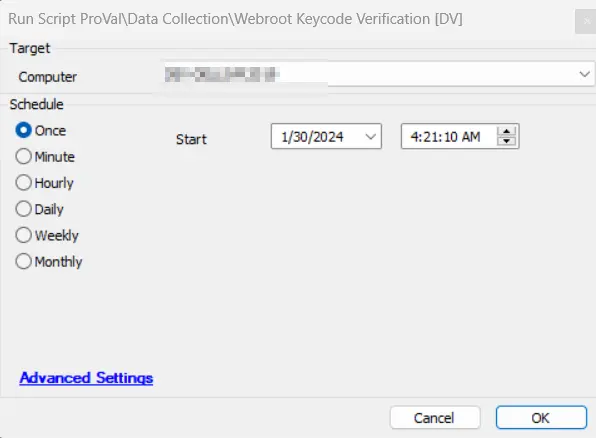 Run Script ProVal\Data Collection\Webroot Keycode Verification [DV]
Target
Computer
Schedule
Once
Start
1/30/2024
4:21:10 AM
Minute
Hourly
Daily
Weekly
Monthly
Advanced Settings
Cancel
OK